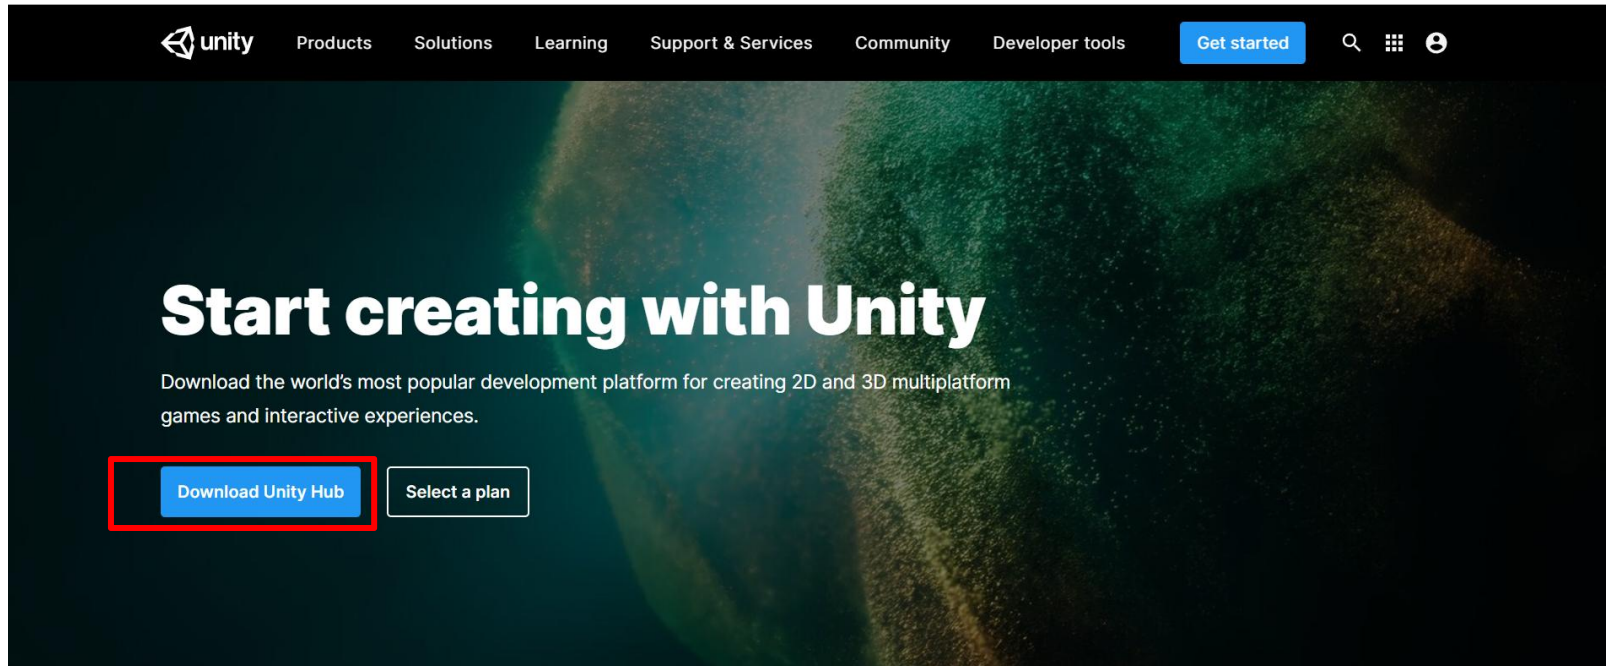 unity Products Solutions Learning Support & Services Community Developer tools Get started
Start creating with Unity
Download the world's most popular development platform for creating 2D and 3D multiplatform
games and interactive experiences.
Download Unity Hub Select a plan